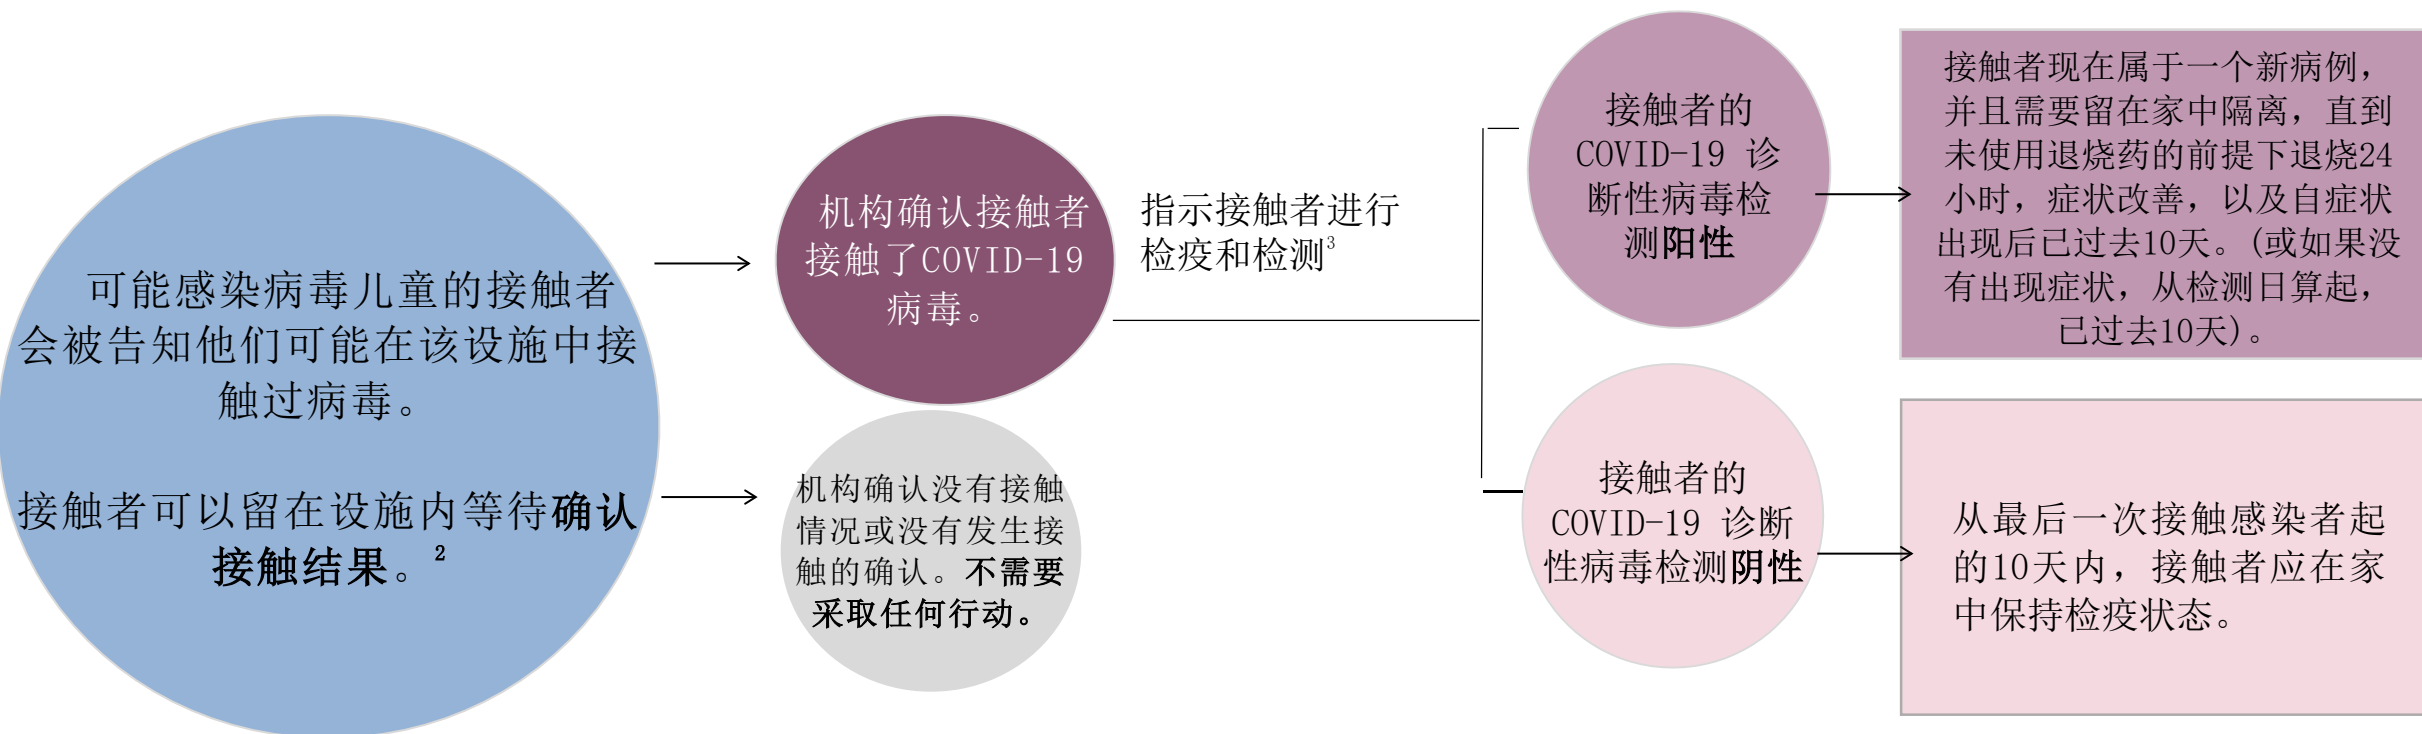 可能感染病毒儿童的接触者
会被告知他们可能在该设施中接
触过病毒。
接触者可以留在设施内等待确认
接触结果。²
机构确认接触者
接触了COVID-19
病毒。
机构确认没有接触
情况或没有发生接
触的确认。不需要
采取任何行动。
指示接触者进行
检疫和检测³
接触者的
COVID-19 诊
断性病毒检
测阳性
接触者现在属于一个新病例，
并且需要留在家中隔离，直到
未使用退烧药的前提下退烧24
小时，症状改善，以及自症状
出现后已过去10天。(或如果没
有出现症状，从检测日算起，
已过去10天)。
接触者的
COVID-19 诊断
性病毒检测阴性
从最后一次接触感染者起
的10天内，接触者应在家
中保持检疫状态。